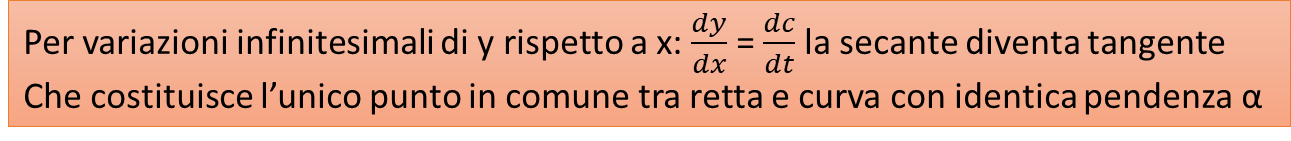 Per variazioni infinitesimali di y rispetto a x: dy/dx = dc/dt la secante diventa tangente
Che costituisce l’unico punto in comune tra retta e curva con identica pendenza α